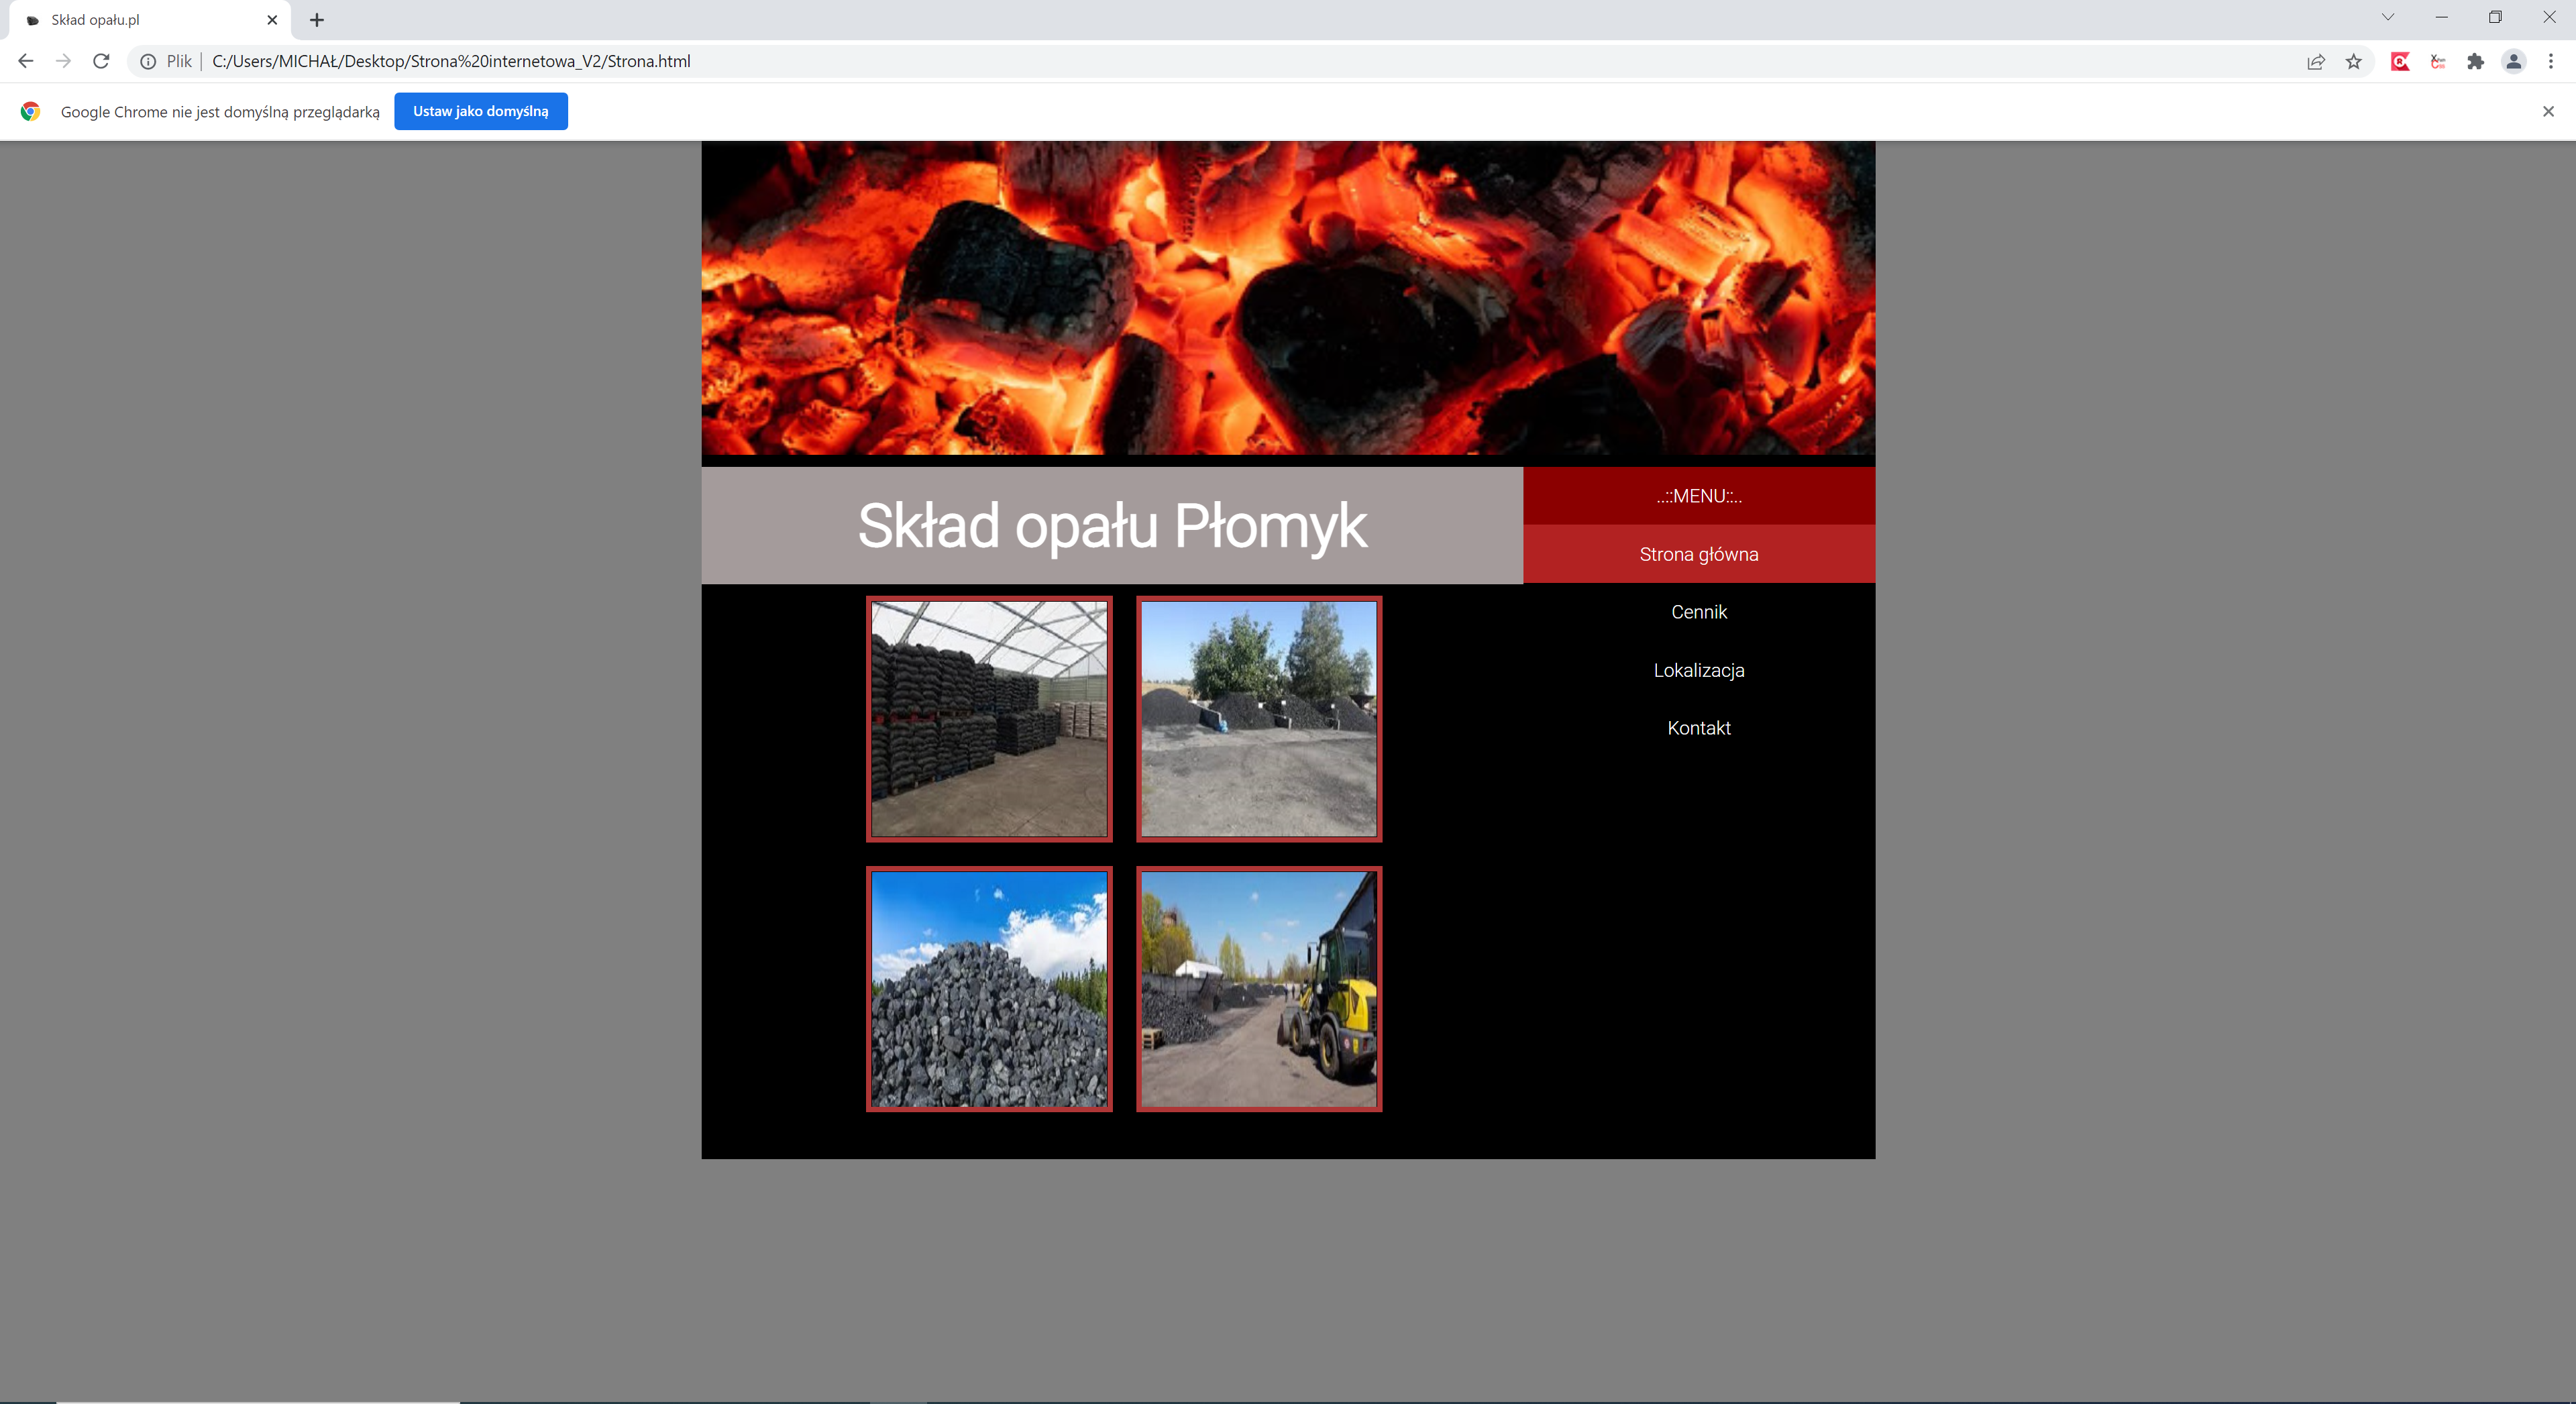 Skład opału.pl
Plik
C:/Users/MICHAŁ/Desktop/Strona%20internetowa_V2/Strona.html
Google Chrome nie jest domyślną przeglądarką
Ustaw jako domyślną
Skład opału Płomyk
..::MENU::..
Strona główna
Cennik
Lokalizacja
Kontakt